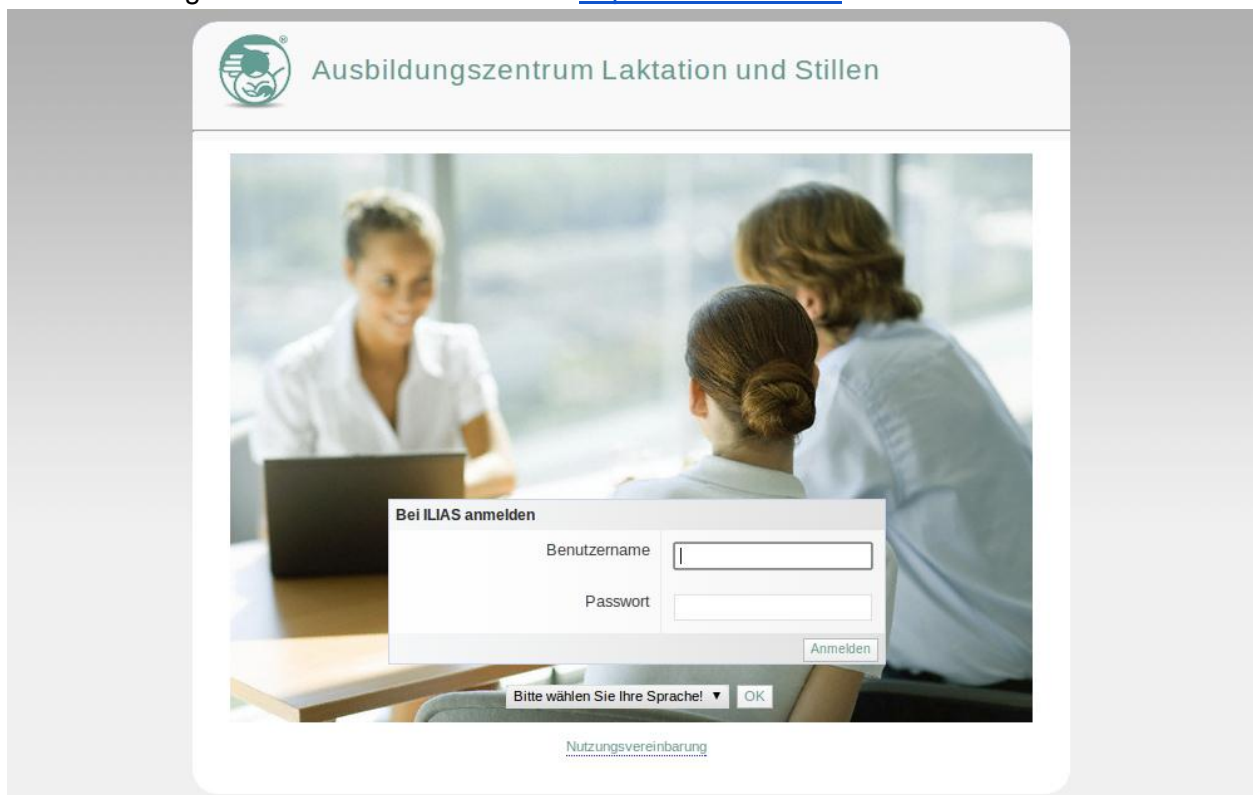 Ausbildungszentrum Laktation und Stillen
Bei ILIAS anmelden
Benutzername
Passwort
Anmelden
Bitte wählen Sie Ihre Sprache! ▼ OK
Nutzungsvereinbarung